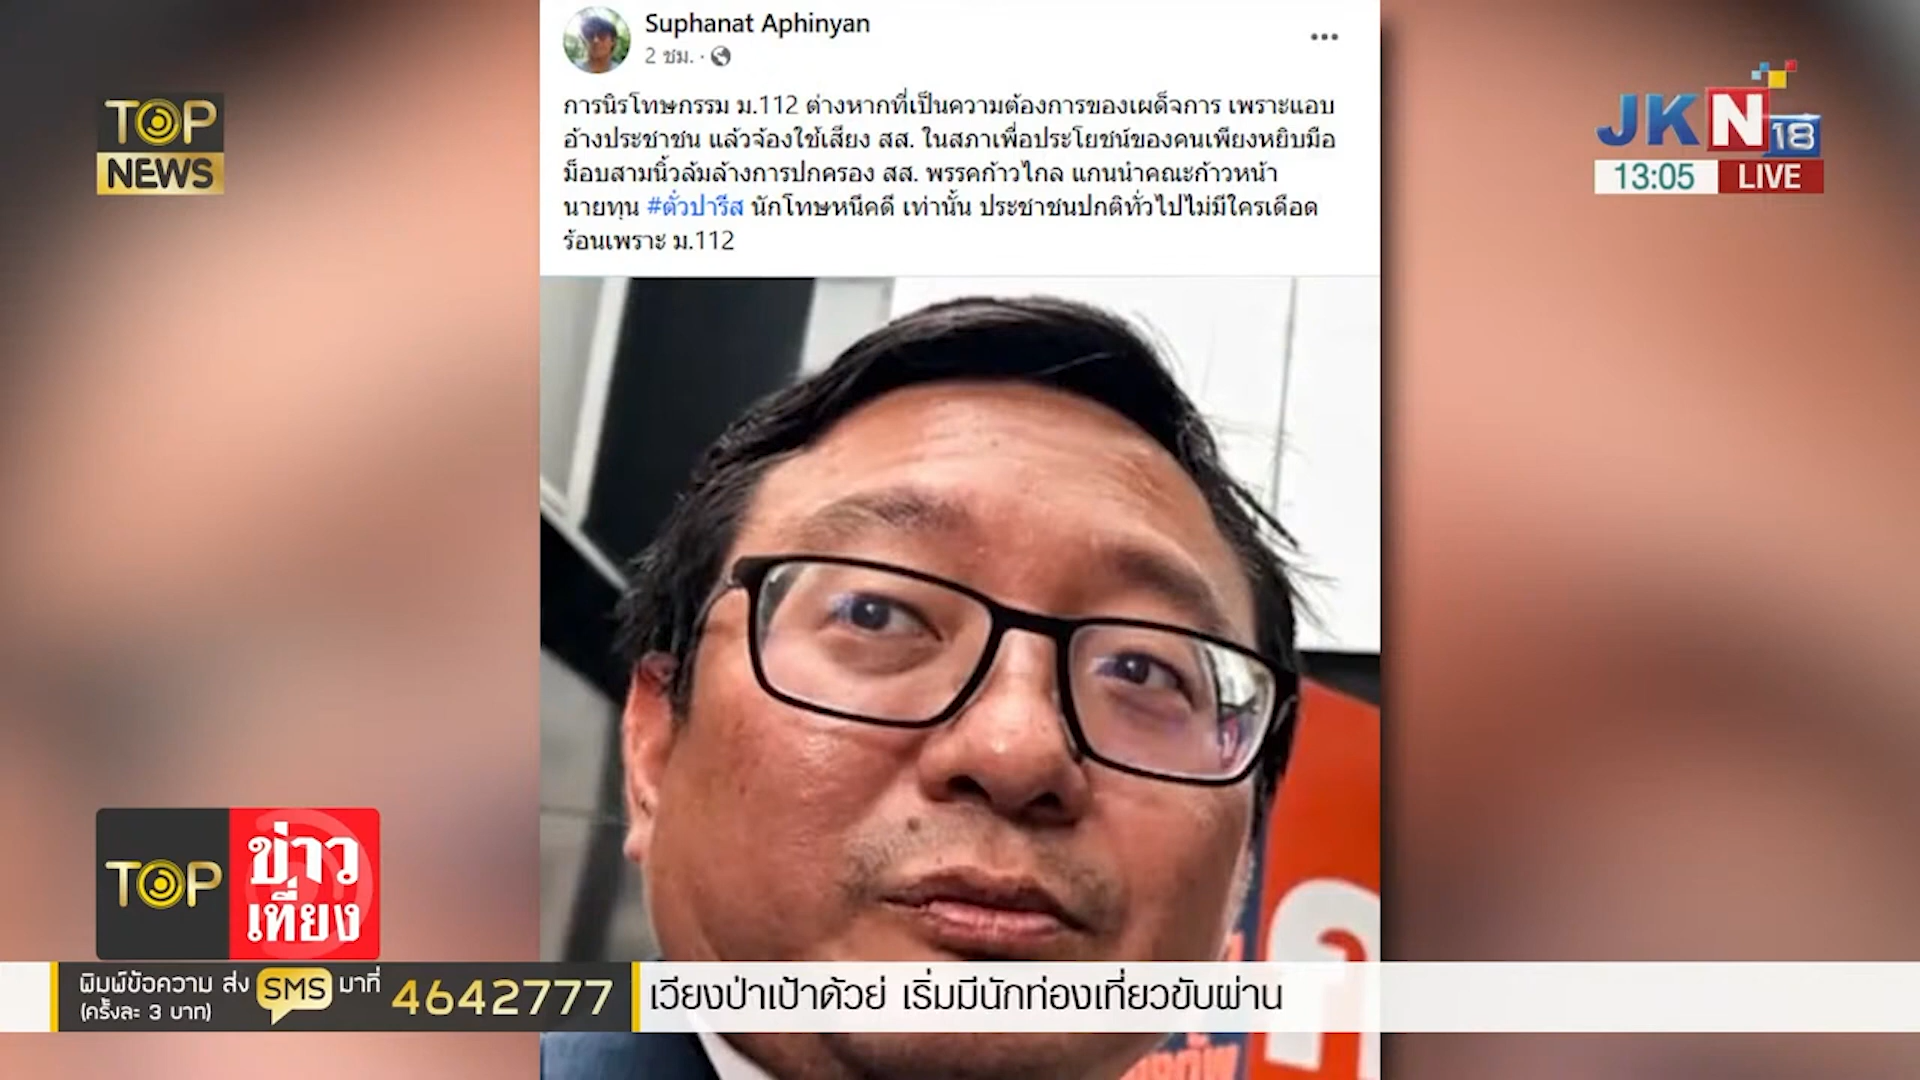 Suphanat Aphinyan
2 ชม.
การนิรโทษกรรม ม.112 ต่างหากที่เป็นความต้องการของเผด็จการ เพราะแอบ
อ้างประชาชน แล้วจ้องใช้เสียง สส. ในสภาเพื่อประโยชน์ของคนเพียงหยิบมือ
ม็อบสามนิ้วล้มล้างการปกครอง สส. พรรคก้าวไกล แกนนำคณะก้าวหน้า
นายทุน #ตั๋วปารีส นักโทษหนีคดี เท่านั้น ประชาชนปกติทั่วไปไม่มีใครเดือด
ร้อนเพราะ ม.112
TOP
NEWS
JKN18
13:05 LIVE
TOP
ข่าว
เที่ยง
พิมพ์ข้อความ ส่ง SMS มาที่ 4642777
(ครั้งละ 3 บาท)
เวียงป่าเป้าด้วย่ เริ่มมีนักท่องเที่ยวขับผ่าน